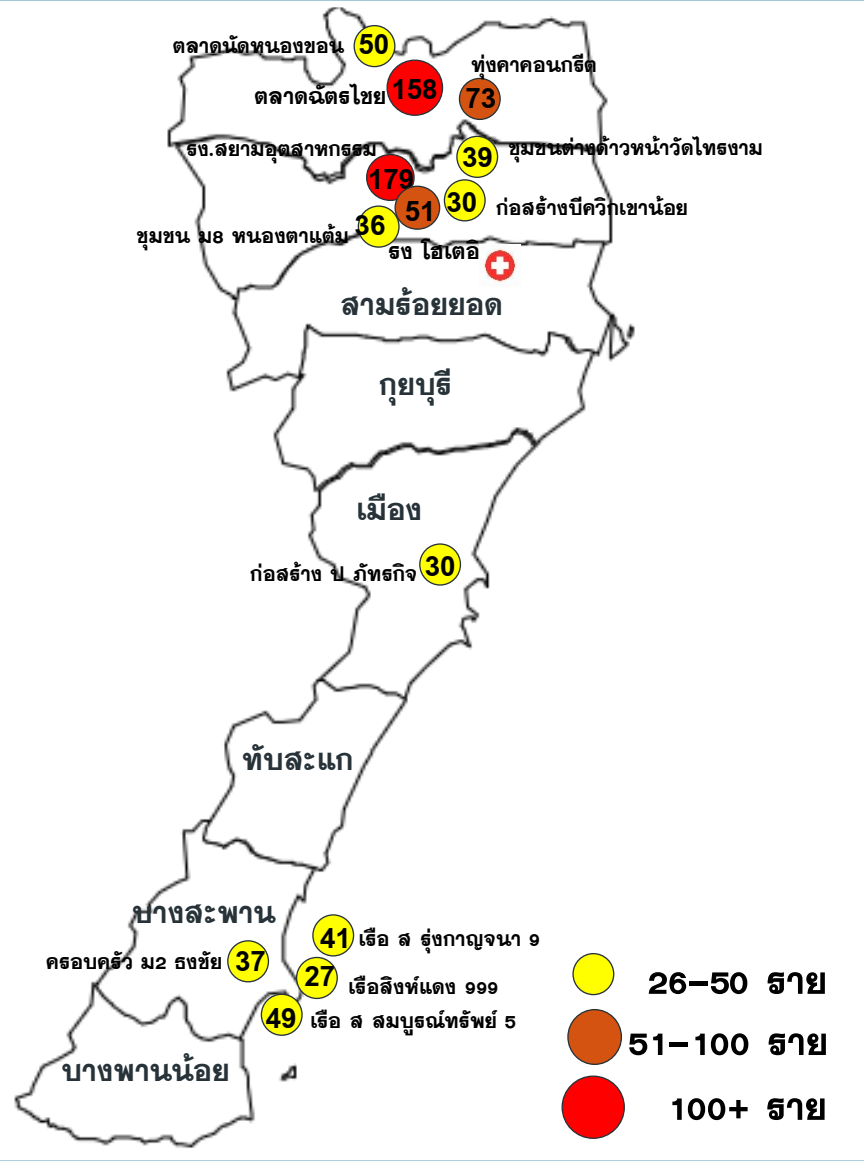 ตลาดนัดหนองขอน 50
ทุ่งคาคอนกรีต
ตลาดฉัตรไชย 158 73
รง.สยามอุตสาหกรรม
39 ชุมชนต่างด้าวหน้าวัดไทรงาม
179
51 30 ก่อสร้างบีควิกเขาน้อย
ชุมชน ม8 หนองตาแต้ม 36
รง โฮเตอิ
สามร้อยยอด
กุยบุรี
เมือง
ก่อสร้าง ป ภัทรกิจ 30
ทับสะแก
บางสะพาน
41 เรือ ส รุ่งกาญจนา 9
ครอบครัว ม2 ธงชัย 37
27 เรือสิงห์แดง 999
49 เรือ ส สมบูรณ์ทรัพย์ 5
บางพานน้อย
26-50 ราย
51-100 ราย
100+ ราย